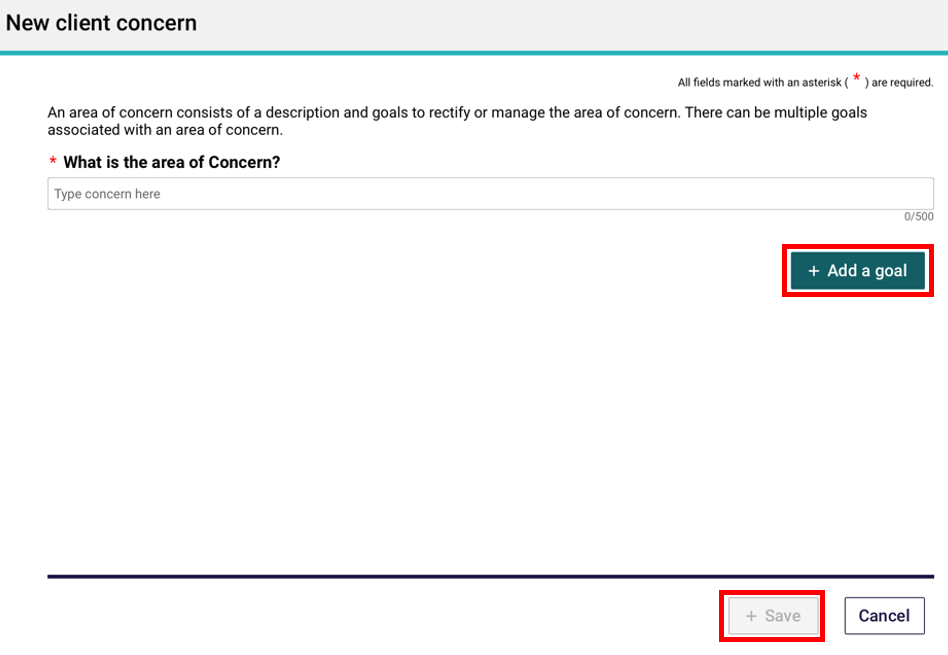 New client concern
All fields marked with an asterisk ( * ) are required.
An area of concern consists of a description and goals to rectify or manage the area of concern. There can be multiple goals
associated with an area of concern.
* What is the area of Concern?
Type concern here
0/500
+ Add a goal
+ Save
Cancel